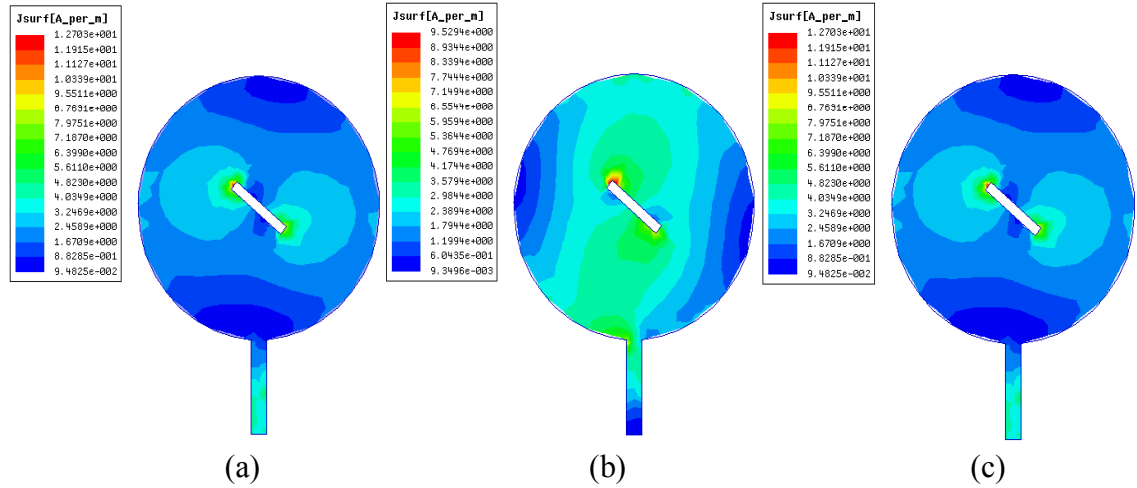 Jsurf[A_per_m]
1.2703e+001
1.1915e+001
1.1127e+001
1.0339e+001
9.5511e+000
8.7631e+000
7.9751e+000
7.1870e+000
6.3990e+000
5.6110e+000
4.8230e+000
4.0349e+000
3.2469e+000
2.4589e+000
1.6709e+000
8.8285e-001
9.4825e-002
Jsurf[A_per_m]
9.5294e+000
8.9344e+000
8.3394e+000
7.7444e+000
7.1494e+000
6.5544e+000
5.9594e+000
5.3644e+000
4.7694e+000
4.1744e+000
3.5794e+000
2.9844e+000
2.3894e+000
1.7944e+000
1.1994e+000
6.0435e-001
9.3496e-003
Jsurf[A_per_m]
1.2703e+001
1.1915e+001
1.1127e+001
1.0339e+001
9.5511e+000
8.7631e+000
7.9751e+000
7.1870e+000
6.3990e+000
5.6110e+000
4.8230e+000
4.0349e+000
3.2469e+000
2.4589e+000
1.6709e+000
8.8285e-001
9.4825e-002
(a) (b) (c)